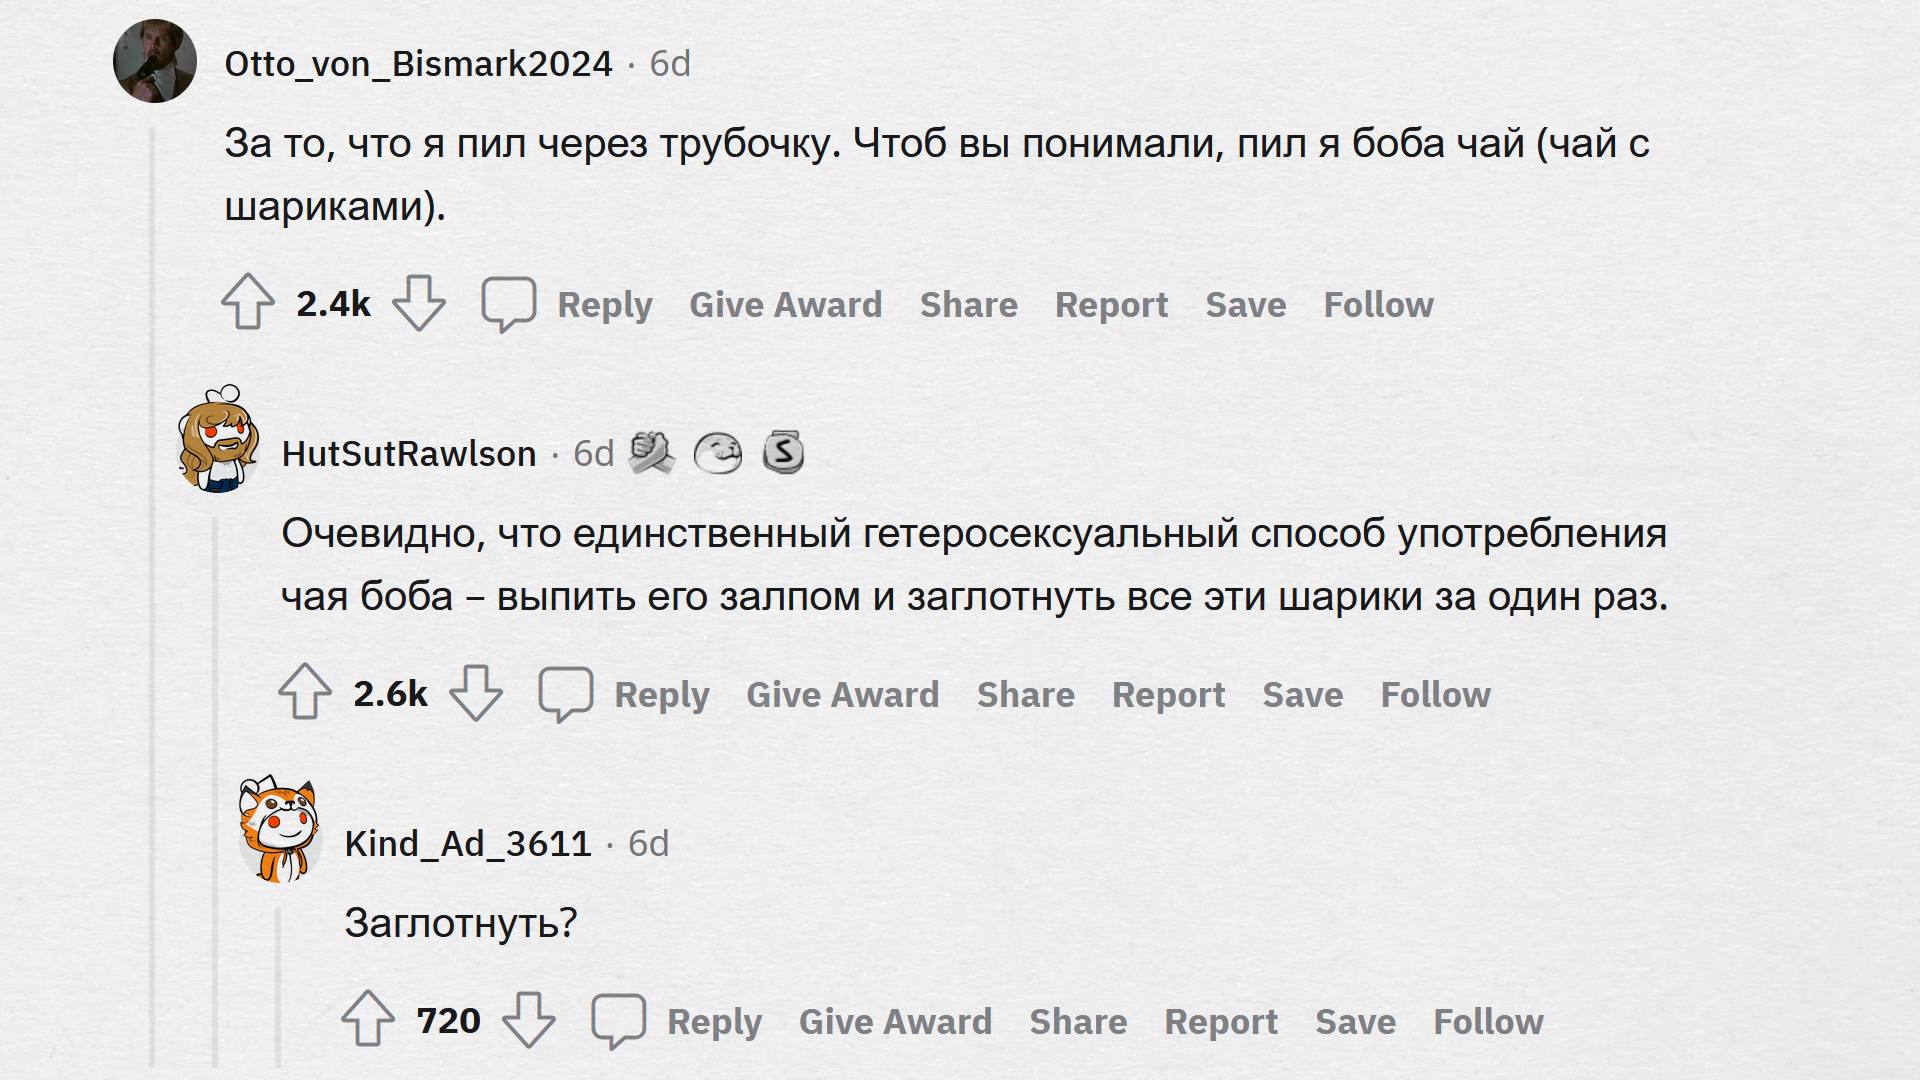 Otto_von_Bismark2024 · 6d
За то, что я пил через трубочку. Чтоб вы понимали, пил я боба чай (чай с
шариками).
2.4k Reply Give Award Share Report Save Follow
HutSutRawlson · 6d
Очевидно, что единственный гетеросексуальный способ употребления
чая боба – выпить его залпом и заглотнуть все эти шарики за один раз.
2.6k Reply Give Award Share Report Save Follow
Kind_Ad_3611 · 6d
Заглотнуть?
720 Reply Give Award Share Report Save Follow